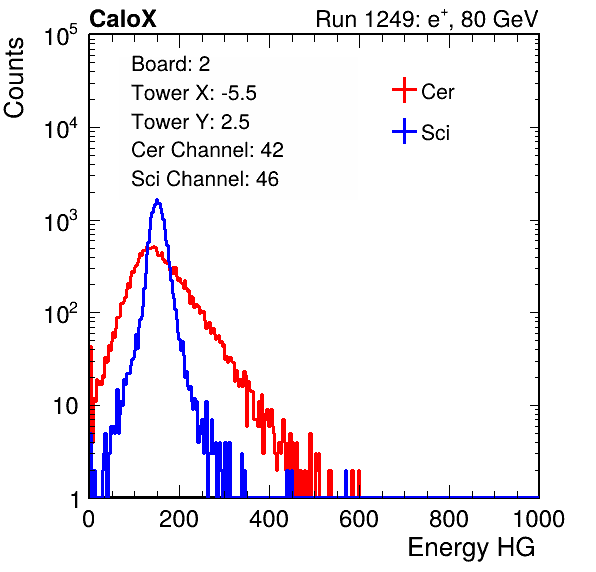 CaloX Run 1249: e⁺, 80 GeV
Counts
10⁵
10⁴
10³
10²
10
1
Board: 2
Tower X: -5.5
Tower Y: 2.5
Cer Channel: 42
Sci Channel: 46
Cer
Sci
0 200 400 600 800 1000
Energy HG